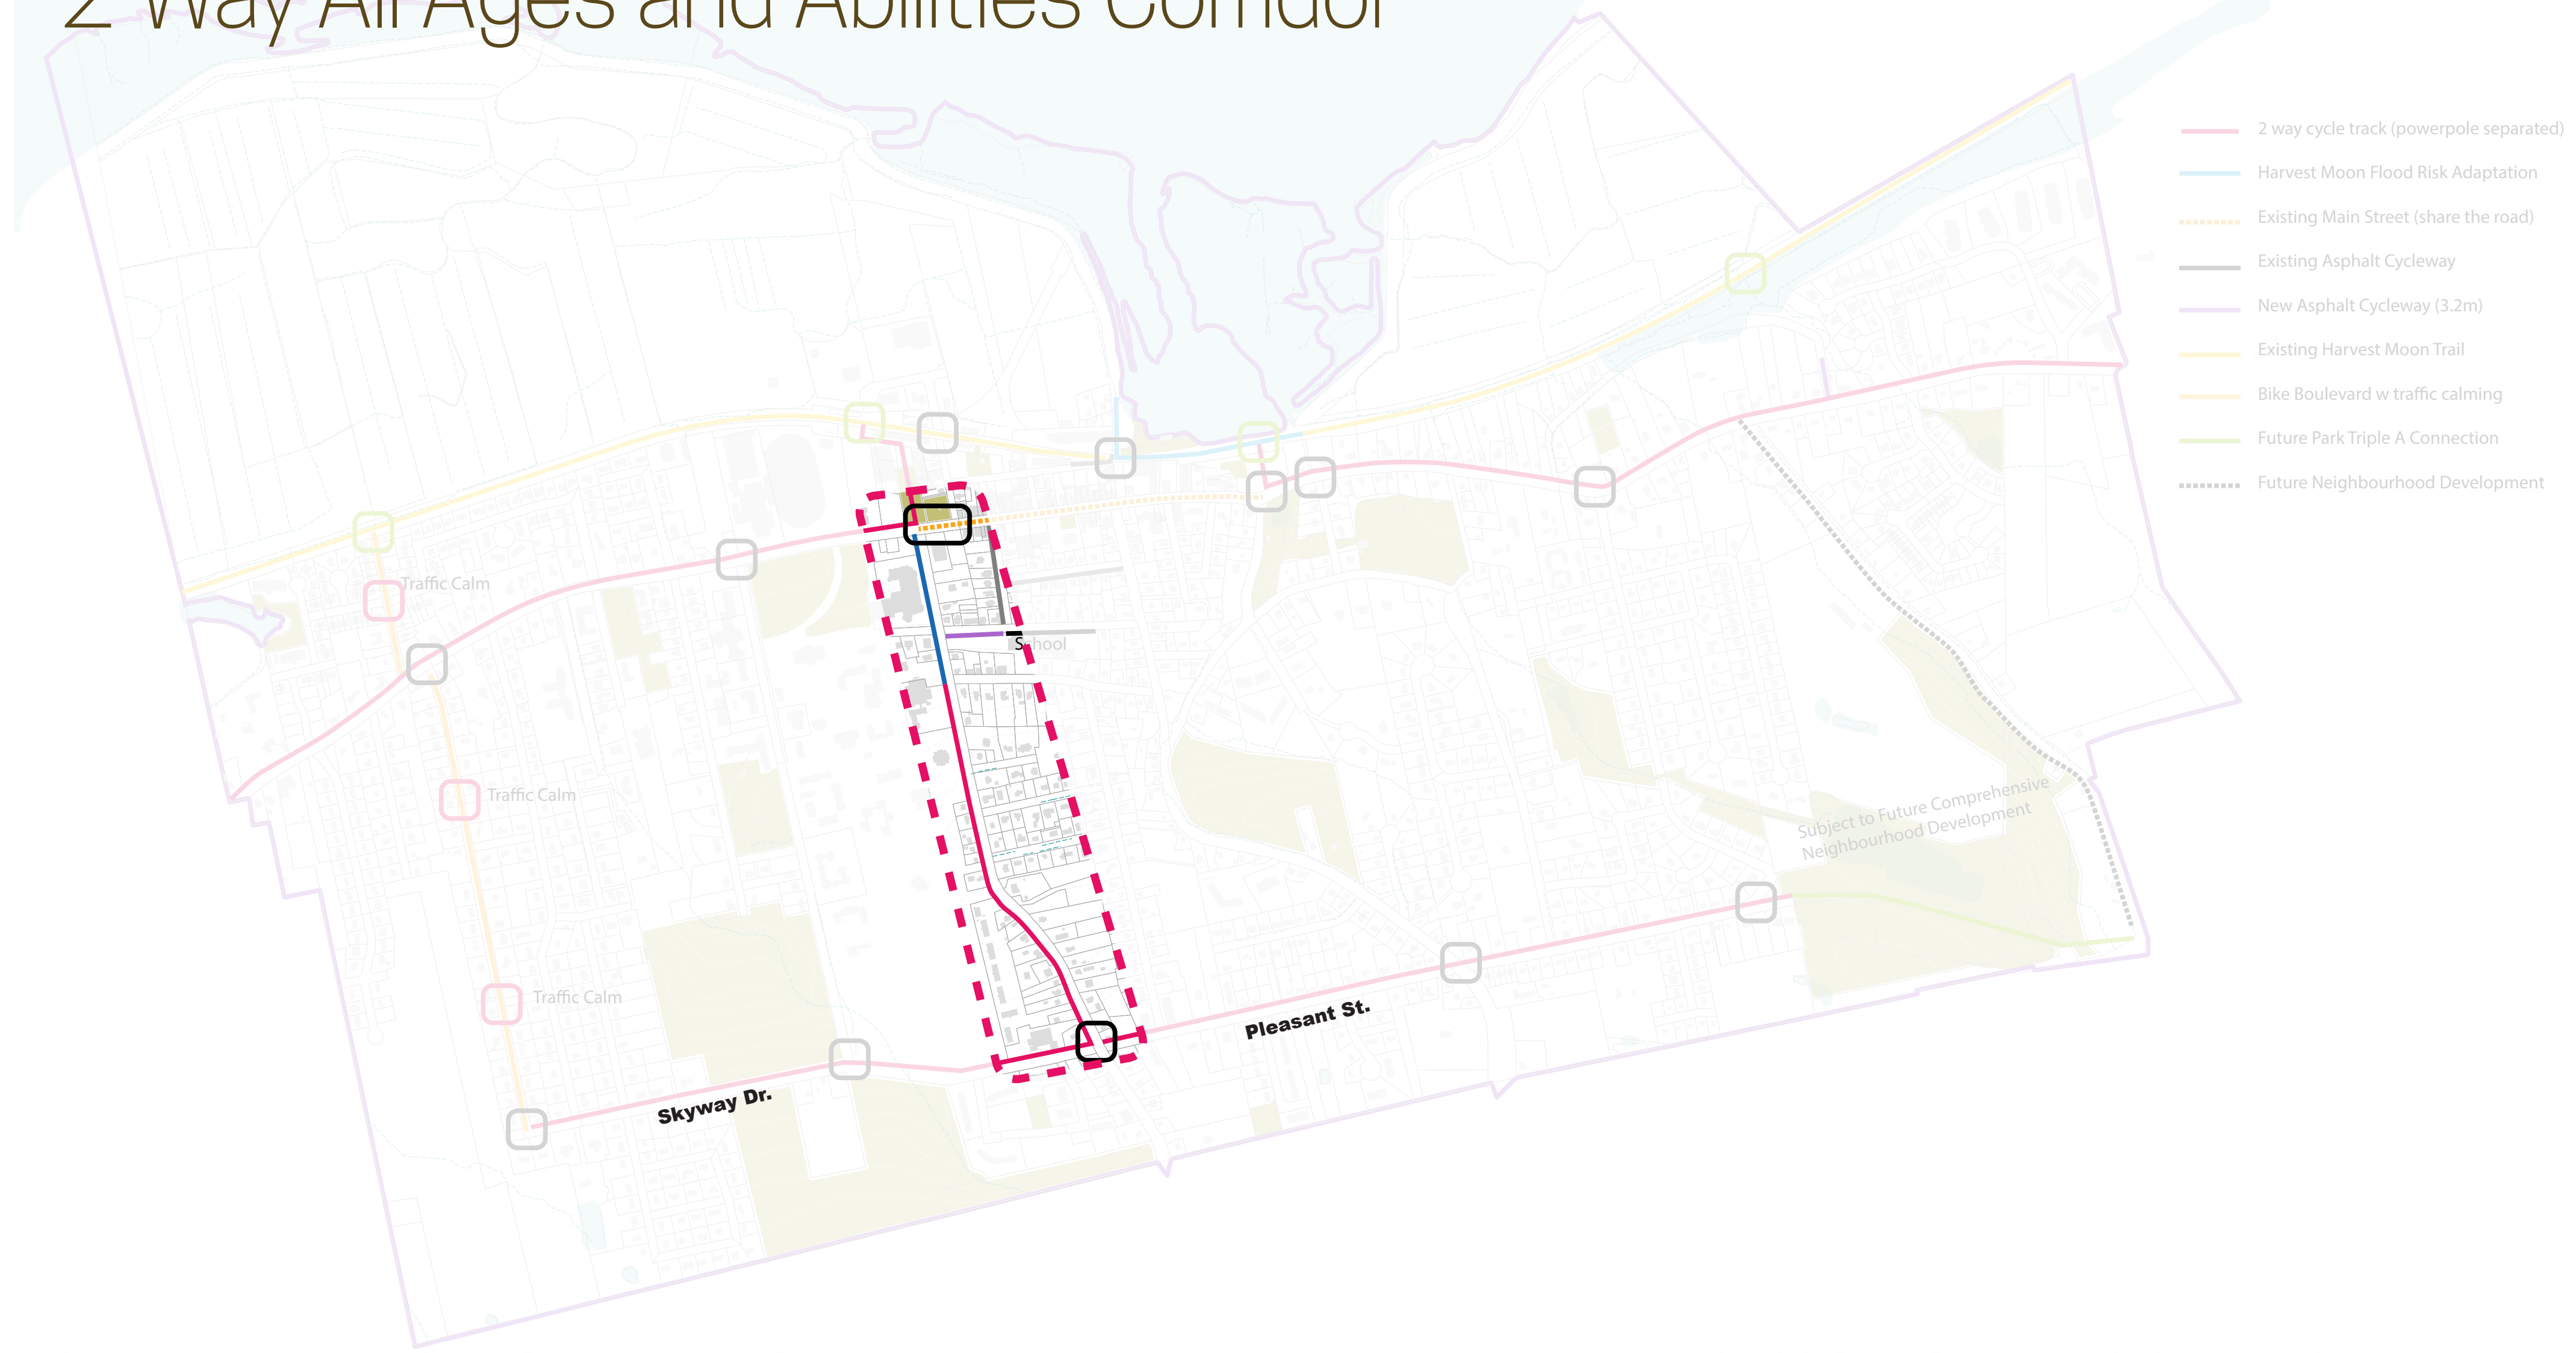 2 Way All Ages and Abilities Corridor
2 way cycle track (powerpole separated)
Harvest Moon Flood Risk Adaptation
Existing Main Street (share the road)
Existing Asphalt Cycleway
New Asphalt Cycleway (3.2m)
Existing Harvest Moon Trail
Bike Boulevard w traffic calming
Future Park Triple A Connection
Future Neighbourhood Development
Traffic Calm
School
Traffic Calm
Subject to Future Comprehensive
Neighbourhood Development
Traffic Calm
Pleasant St.
Skyway Dr.